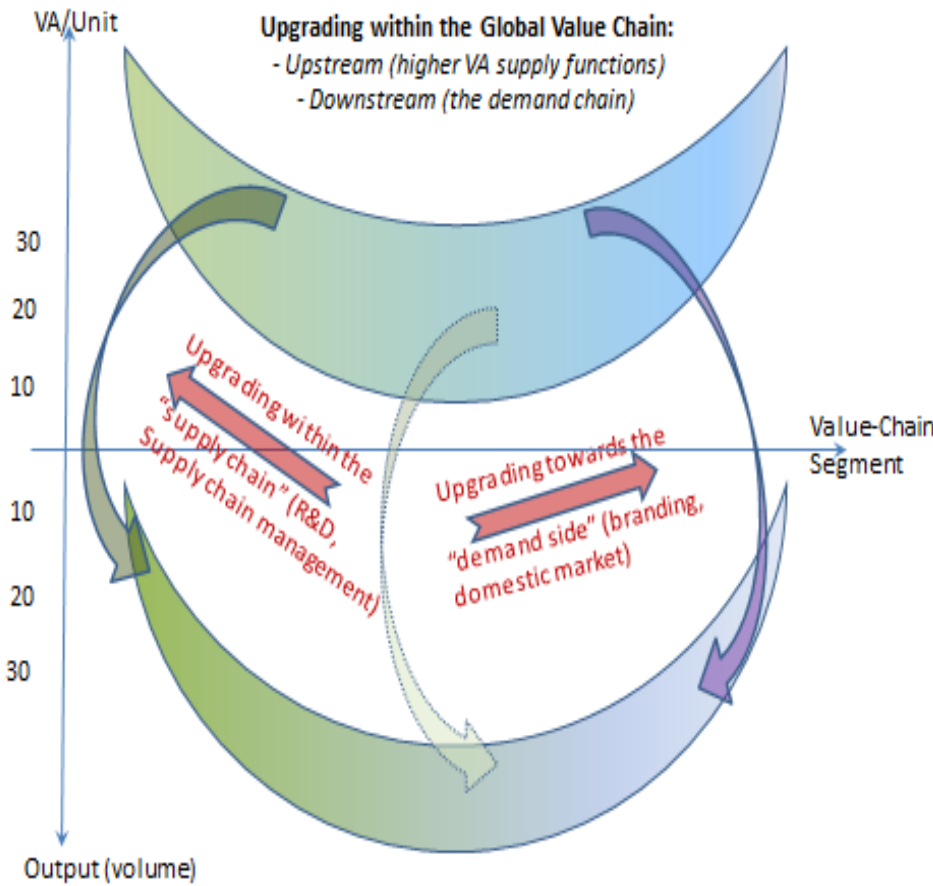 VA/Unit
Upgrading within the Global Value Chain:
- Upstream (higher VA supply functions)
- Downstream (the demand chain)
30
20
10
Upgrading within the
“supply chain” (R&D,
Supply chain management)
Value-Chain
Segment
Upgrading towards the
“demand side” (branding,
domestic market)
10
20
30
Output (volume)